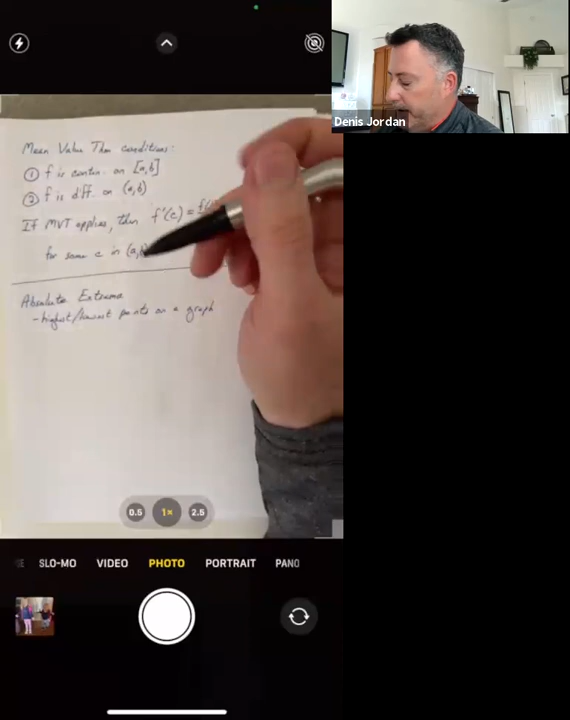 Denis Jordan
Mean Value Thm conditions:
① f is contin. on [a,b]
② f is diff. on (a,b)
If MVT applies, then f'(c) =
for some c in (a,b)
Absolute Extrema
- highest/lowest points on a graph
0.5 1× 2.5
SLO-MO VIDEO PHOTO PORTRAIT PANO